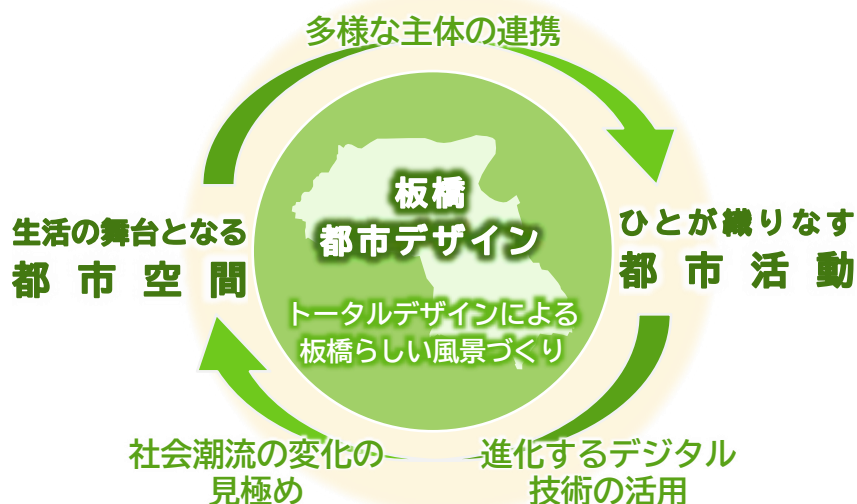 多様な主体の連携
生活の舞台となる
都市空間
板橋
都市デザイン
トータルデザインによる
板橋らしい風景づくり
ひとが織りなす
都市活動
社会潮流の変化の
見極め
進化するデジタル
技術の活用